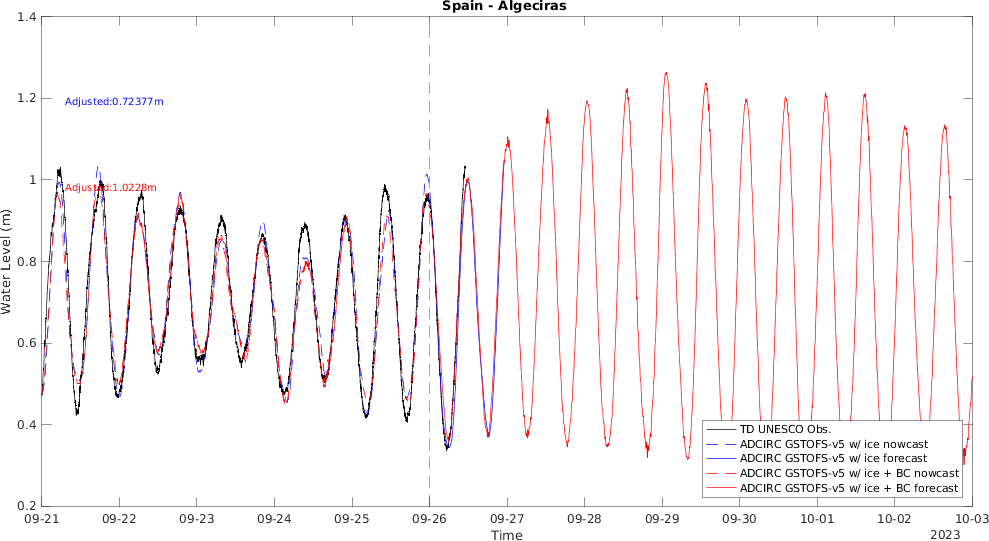 Spain - Algeciras
1.4
1.2
1
0.8
0.6
0.4
0.2
Water Level (m)
Adjusted:0.72377m
Adjusted:1.0228m
TD UNESCO Obs.
ADCIRC GSTOFS-v5 w/ ice nowcast
ADCIRC GSTOFS-v5 w/ ice forecast
ADCIRC GSTOFS-v5 w/ ice + BC nowcast
ADCIRC GSTOFS-v5 w/ ice + BC forecast
09-21 09-22 09-23 09-24 09-25 09-26 09-27 09-28 09-29 09-30 10-01 10-02 10-03
Time
2023